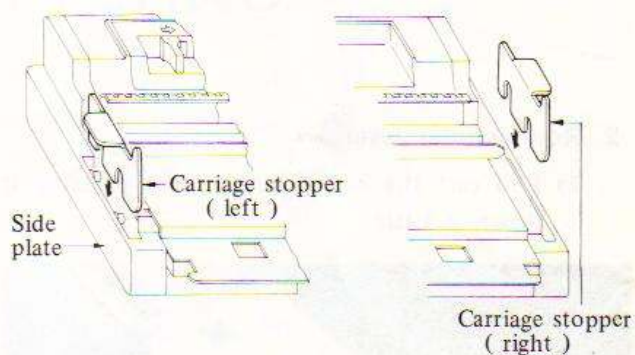 Carriage stopper
( left )
Side
plate
Carriage stopper
( right )